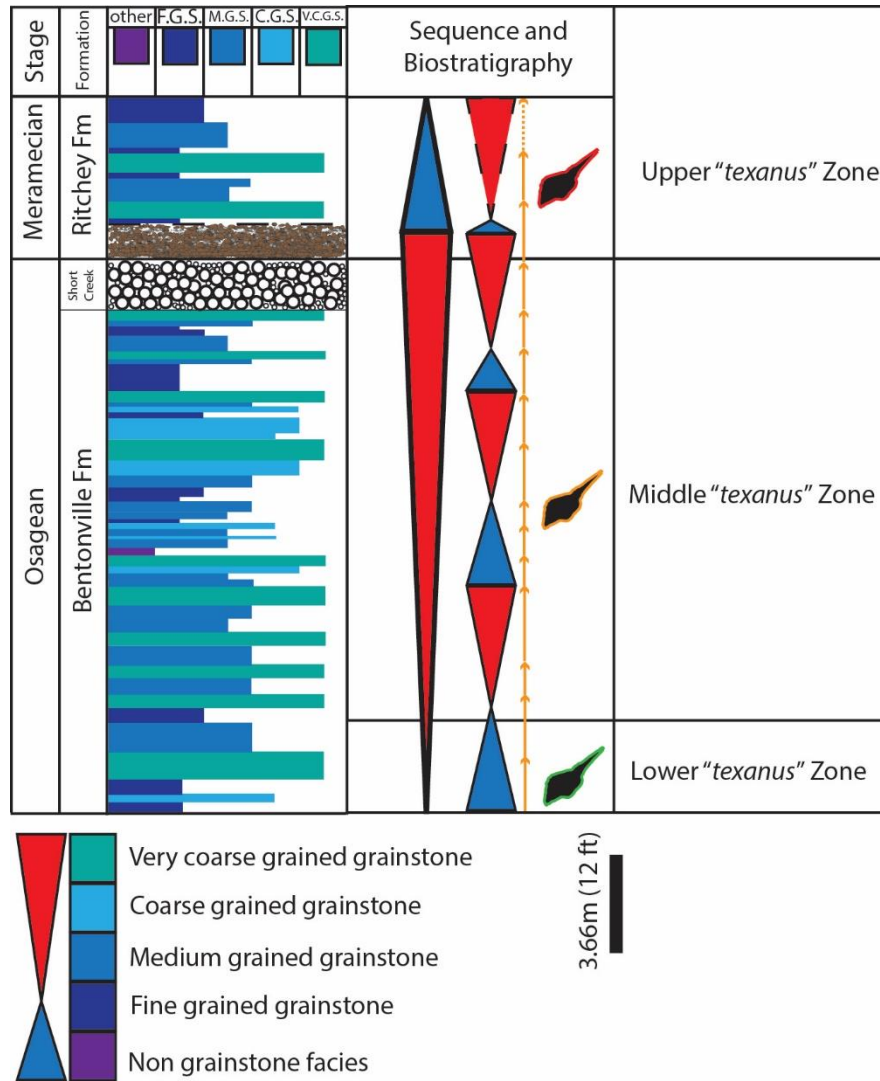 Stage
Formation
other
F.G.S.
M.G.S.
C.G.S.
V.C.G.S.
Sequence and
Biostratigraphy
Meramecian
Ritchey Fm
Upper “texanus” Zone
Osagean
Short
Creek
Bentonville Fm
Middle “texanus” Zone
Lower “texanus” Zone
Very coarse grained grainstone
Coarse grained grainstone
Medium grained grainstone
Fine grained grainstone
Non grainstone facies
3.66m (12 ft)